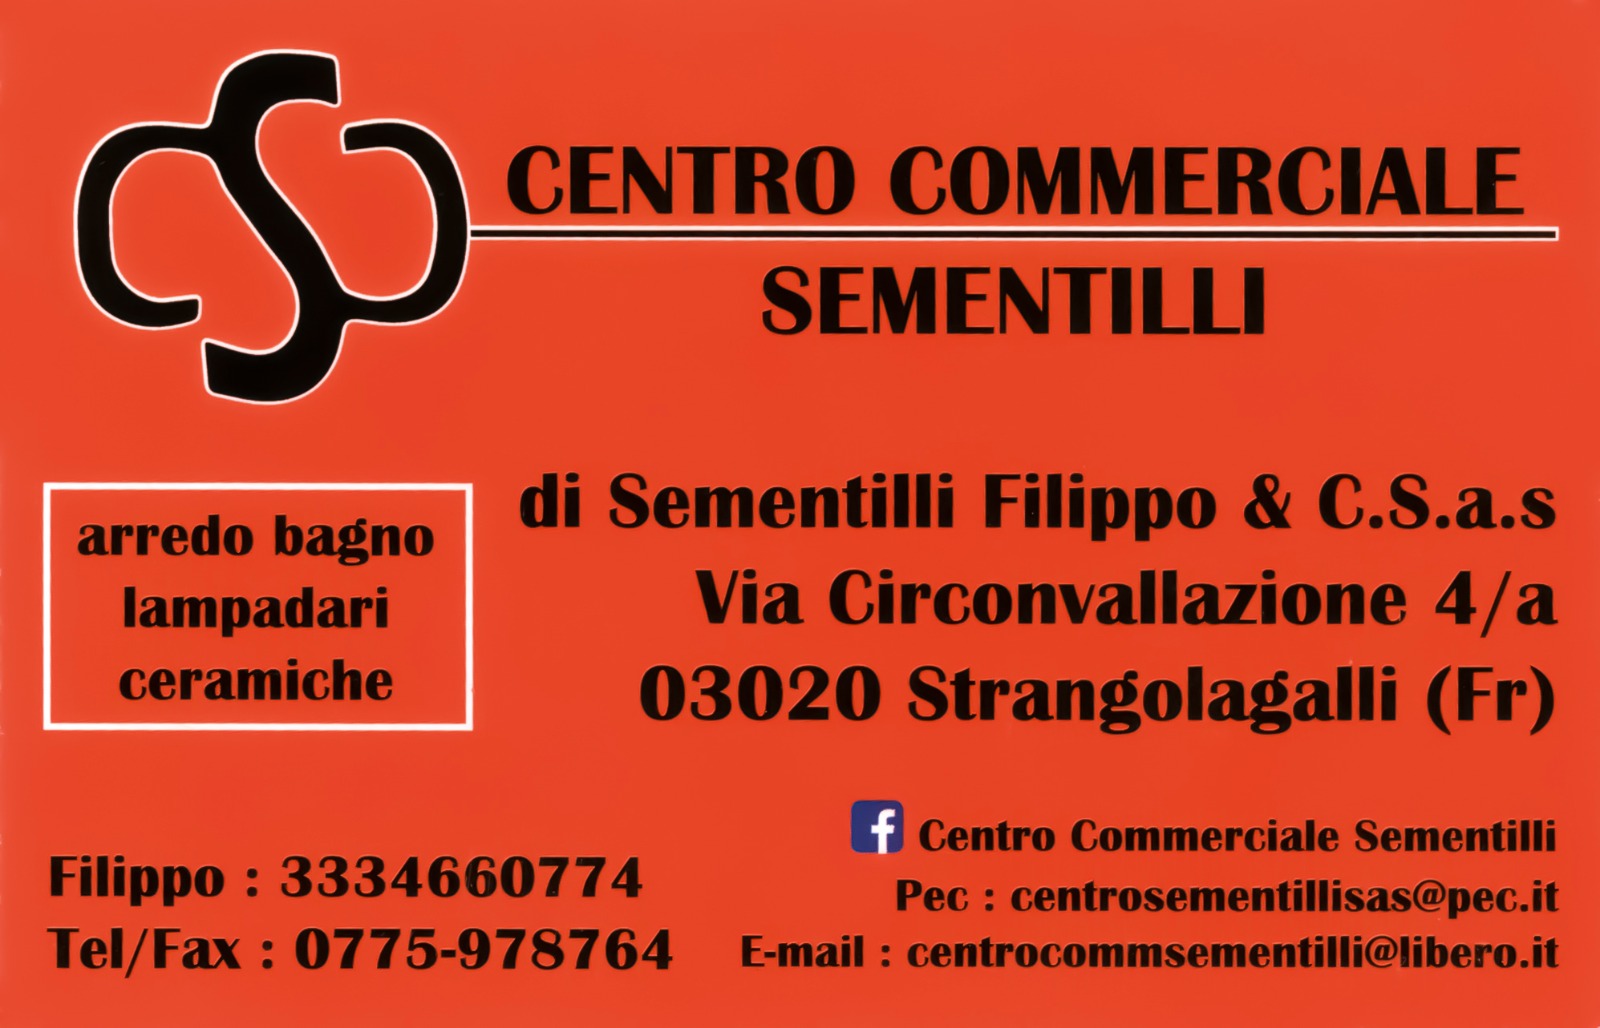 CENTRO COMMERCIALE
SEMENTILLI
arredo bagno
lampadari
ceramiche
di Sementilli Filippo & C.S.a.s
Via Circonvallazione 4/a
03020 Strangolagalli (Fr)
Filippo : 3334660774
Tel/Fax : 0775-978764
Centro Commerciale Sementilli
Pec : centrosementillisas@pec.it
E-mail : centrocommsementilli@libero.it